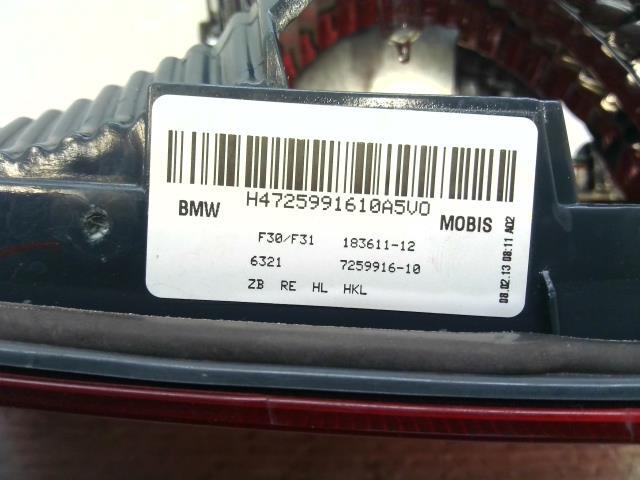 H4725991610A5VO
BMW
MOBIS
F30/F31 183611-12
6321 7259916-10
ZB RE HL HKL
08.02.13 08:11 A02